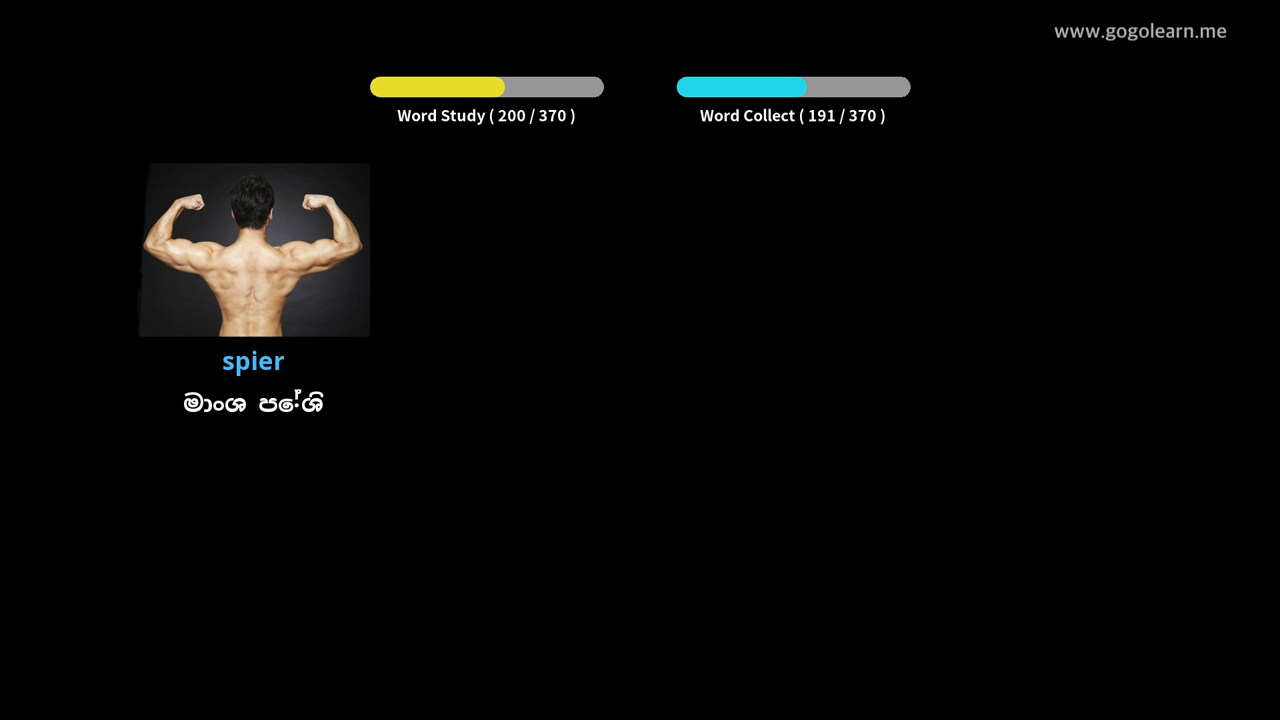 www.gogolearn.me
Word Study ( 200 / 370 )
Word Collect ( 191 / 370 )
spier
මාංශ පේශි